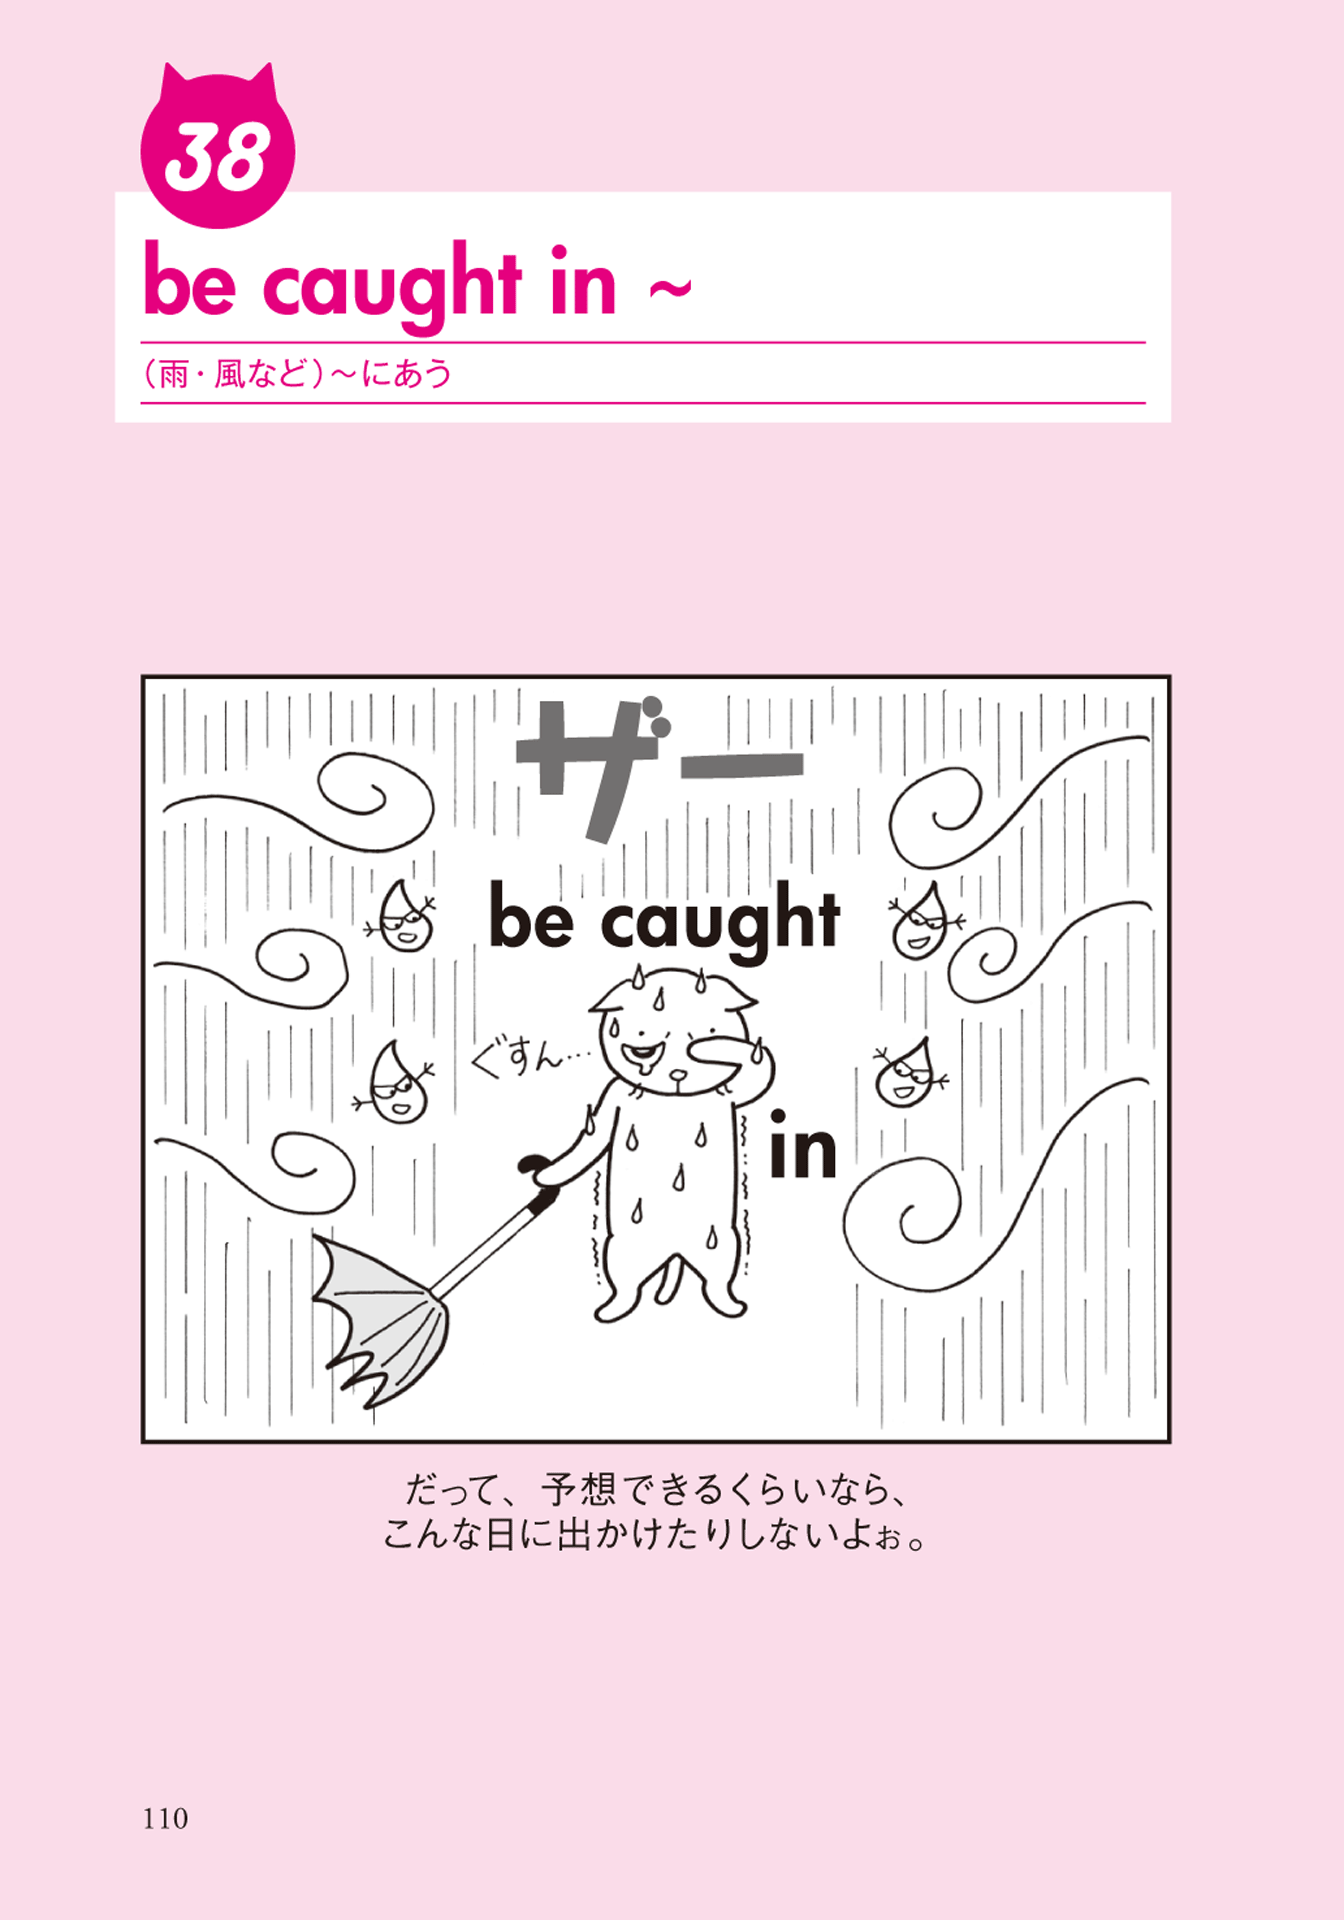 38
be caught in ~
(雨・風など)～にあう
ザー
be caught
ぐすん…
in
だって、予想できるくらいなら、
こんな日に出かけたりしないよぉ。
110